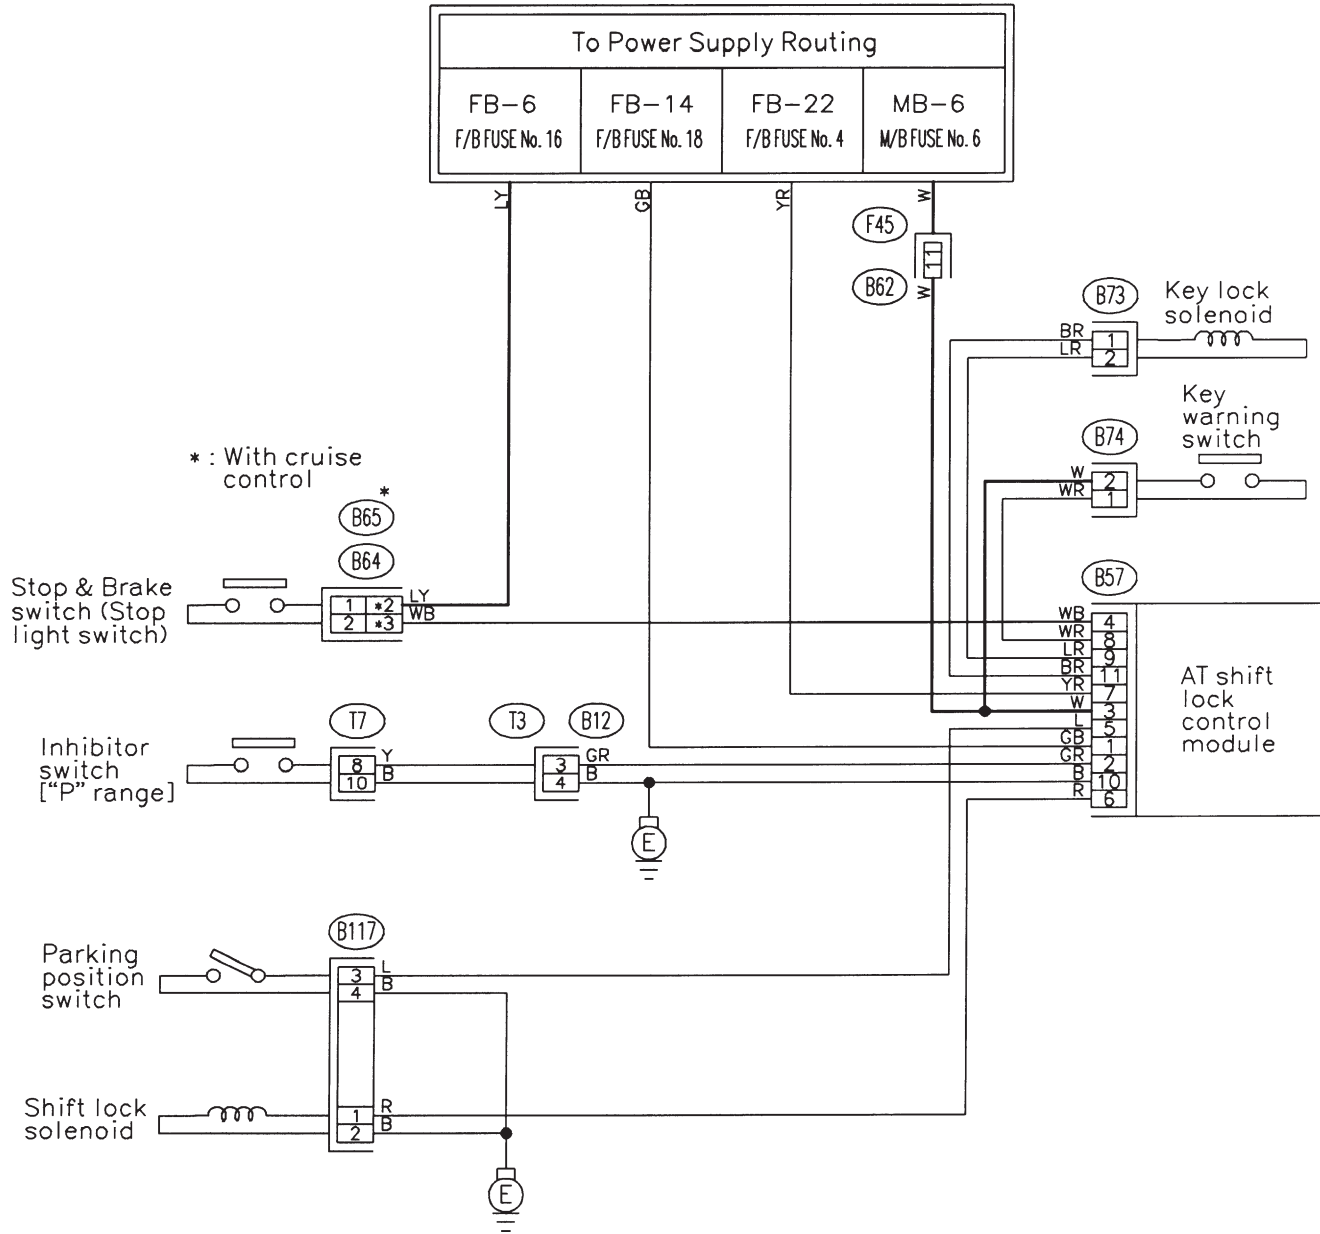 To Power Supply Routing
FB-6
F/B FUSE No. 16
FB-14
F/B FUSE No. 18
FB-22
F/B FUSE No. 4
MB-6
M/B FUSE No. 6
LY
GB
YR
W
F45
11
B62
W
B73
Key lock
solenoid
BR
1
LR
2
B74
Key
warning
switch
W
2
WR
1
* : With cruise
control
*
B65
B64
Stop & Brake
switch (Stop
light switch)
1 *2 LY
2 *3 WB
B57
WB 4
WR 8
LR 9
BR 11
YR 7
W 3
L 5
GB 1
GR 2
B 10
R 6
AT shift
lock
control
module
Inhibitor
switch
["P" range]
T7
8 Y
10 B
T3
B12
3 GR
4 B
E
Parking
position
switch
B117
3 L
4 B
Shift lock
solenoid
1 R
2 B
E